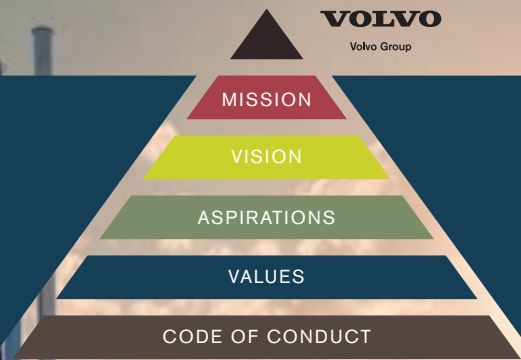 VOLVO
Volvo Group
MISSION
VISION
ASPIRATIONS
VALUES
CODE OF CONDUCT